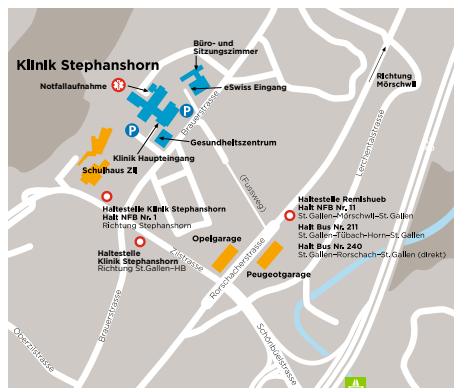 Büro- und
Sitzungszimmer
Klinik Stephanshorn
Notfallaufnahme
eSwiss Eingang
Richtung
Mörschwil
P
P
Brauerstrasse
Gesundheitszentrum
Klinik Haupteingang
Lerchentalstrasse
Schulhaus Zil
(Fussweg)
Haltestelle Klinik Stephanshorn
Halt NFB Nr. 1
Richtung Stephanshorn
Haltestelle Remishueb
Halt NFB Nr. 11
St.Gallen–Mörschwil–St.Gallen
Halt Bus Nr. 211
St.Gallen–Tübach-Horn–St.Gallen
Halt Bus Nr. 240
St.Gallen–Rorschach–St.Gallen (direkt)
Haltestelle
Klinik Stephanshorn
Richtung St.Gallen–HB
Zilstrasse
Opelgarage
Peugeotgarage
Rorschacherstrasse
Brauerstrasse
Oberzilstrasse
Schönbüelstrasse